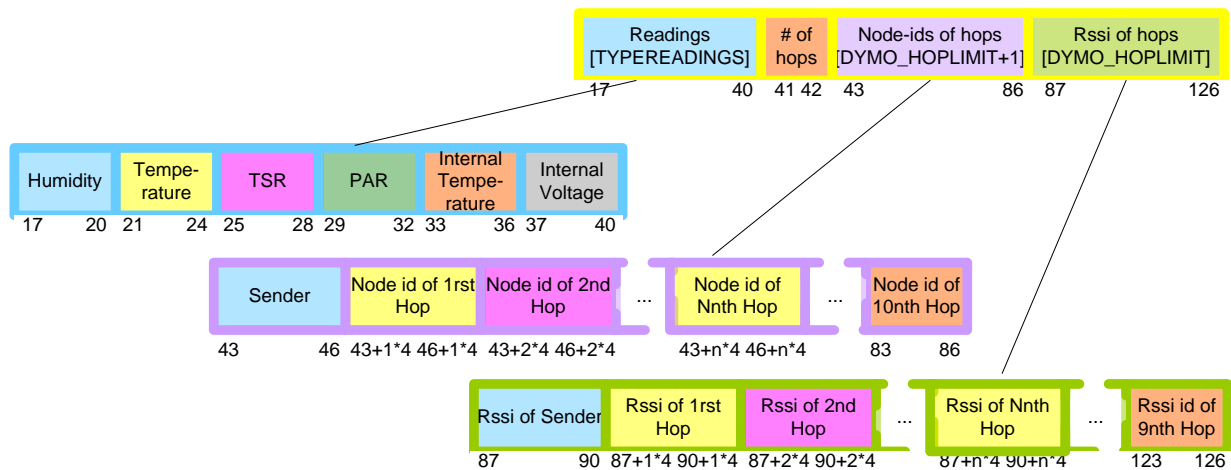 Readings
[TYPEREADINGS]
# of
hops
Node-ids of hops
[DYMO_HOPLIMIT+1]
Rssi of hops
[DYMO_HOPLIMIT]
17 40 41 42 43 86 87 126
Humidity
Tempe-
rature
TSR
PAR
Internal
Tempe-
rature
Internal
Voltage
17 20 21 24 25 28 29 32 33 36 37 40
Sender
Node id of 1rst
Hop
Node id of 2nd
Hop
...
Node id of
Nnth Hop
...
Node id of
10nth Hop
43 46 43+1*4 46+1*4 43+2*4 46+2*4 43+n*4 46+n*4 83 86
Rssi of Sender
Rssi of 1rst
Hop
Rssi of 2nd
Hop
...
Rssi of Nnth
Hop
...
Rssi id of
9nth Hop
87 90 87+1*4 90+1*4 87+2*4 90+2*4 87+n*4 90+n*4 123 126